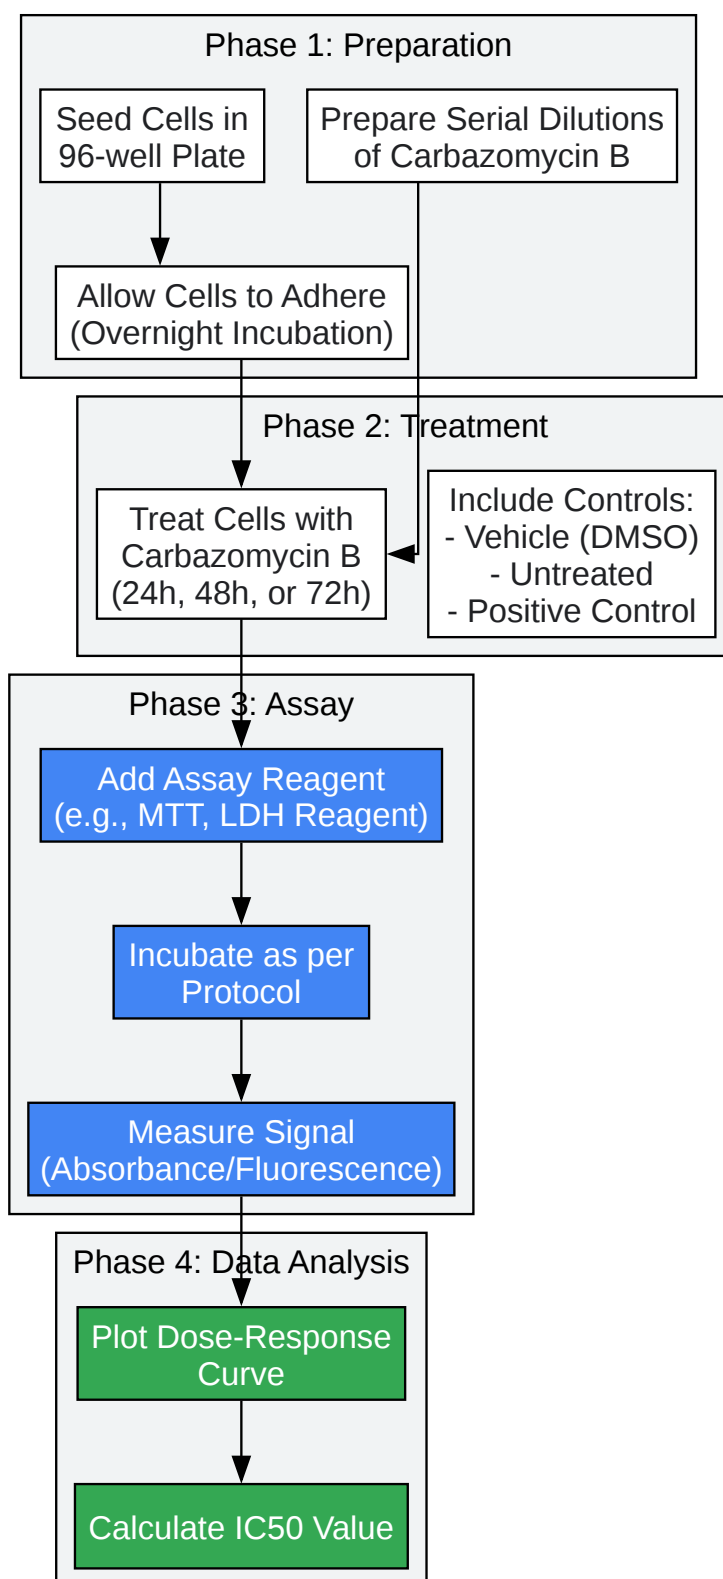 Phase 1: Preparation
Seed Cells in
96-well Plate
Prepare Serial Dilutions
of Carbazomycin B
Allow Cells to Adhere
(Overnight Incubation)
Phase 2: Treatment
Treat Cells with
Carbazomycin B
(24h, 48h, or 72h)
Include Controls:
- Vehicle (DMSO)
- Untreated
- Positive Control
Phase 3: Assay
Add Assay Reagent
(e.g., MTT, LDH Reagent)
Incubate as per
Protocol
Measure Signal
(Absorbance/Fluorescence)
Phase 4: Data Analysis
Plot Dose-Response
Curve
Calculate IC50 Value